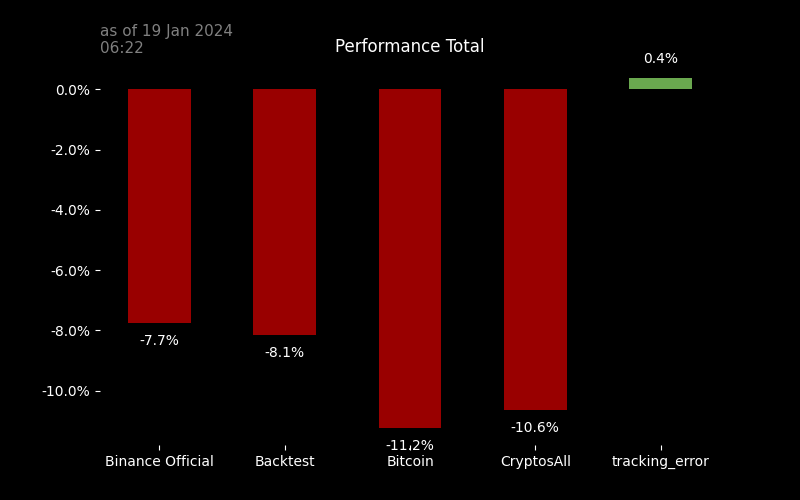 as of 19 Jan 2024
06:22
Performance Total
0.4%
0.0%
-2.0%
-4.0%
-6.0%
-8.0%
-10.0%
-7.7%
-8.1%
-11.2%
-10.6%
Binance Official
Backtest
Bitcoin
CryptosAll
tracking_error